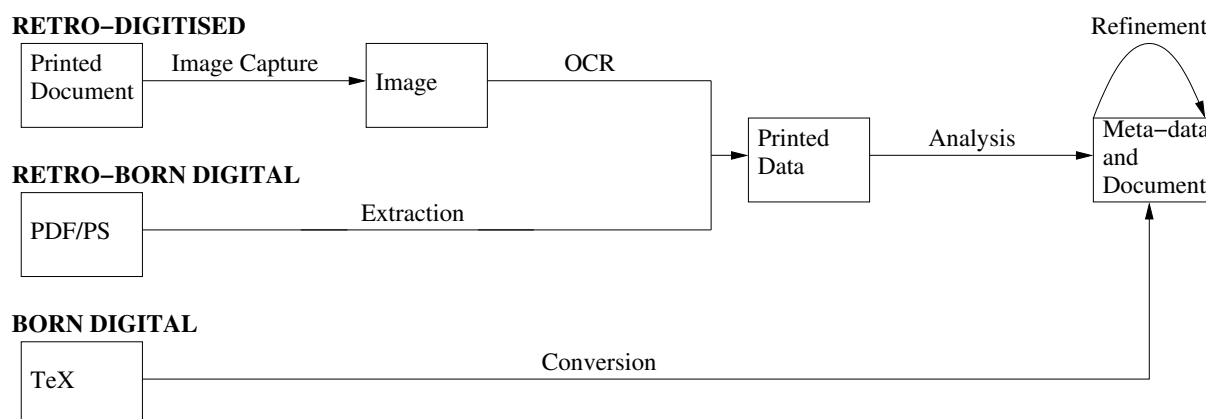 RETRO–DIGITISED
Printed
Document
Image Capture
Image
OCR
Refinement
RETRO–BORN DIGITAL
PDF/PS
Extraction
Printed
Data
Analysis
Meta–data
and
Document
BORN DIGITAL
TeX
Conversion